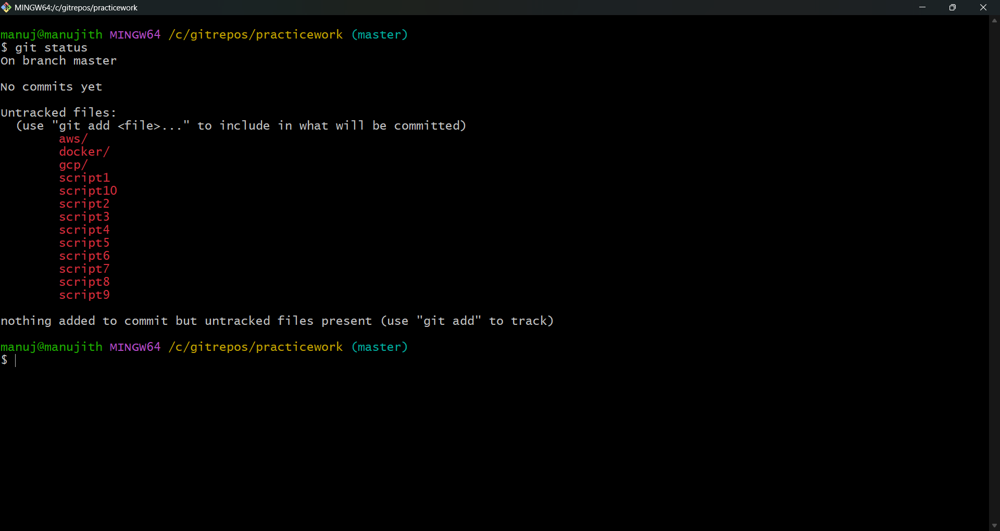 MINGW64:/c/gitrepos/practicework
manuj@manujith MINGW64 /c/gitrepos/practicework (master)
$ git status
On branch master
No commits yet
Untracked files:
  (use "git add <file>..." to include in what will be committed)
        aws/
        docker/
        gcp/
        script1
        script10
        script2
        script3
        script4
        script5
        script6
        script7
        script8
        script9
nothing added to commit but untracked files present (use "git add" to track)
manuj@manujith MINGW64 /c/gitrepos/practicework (master)
$